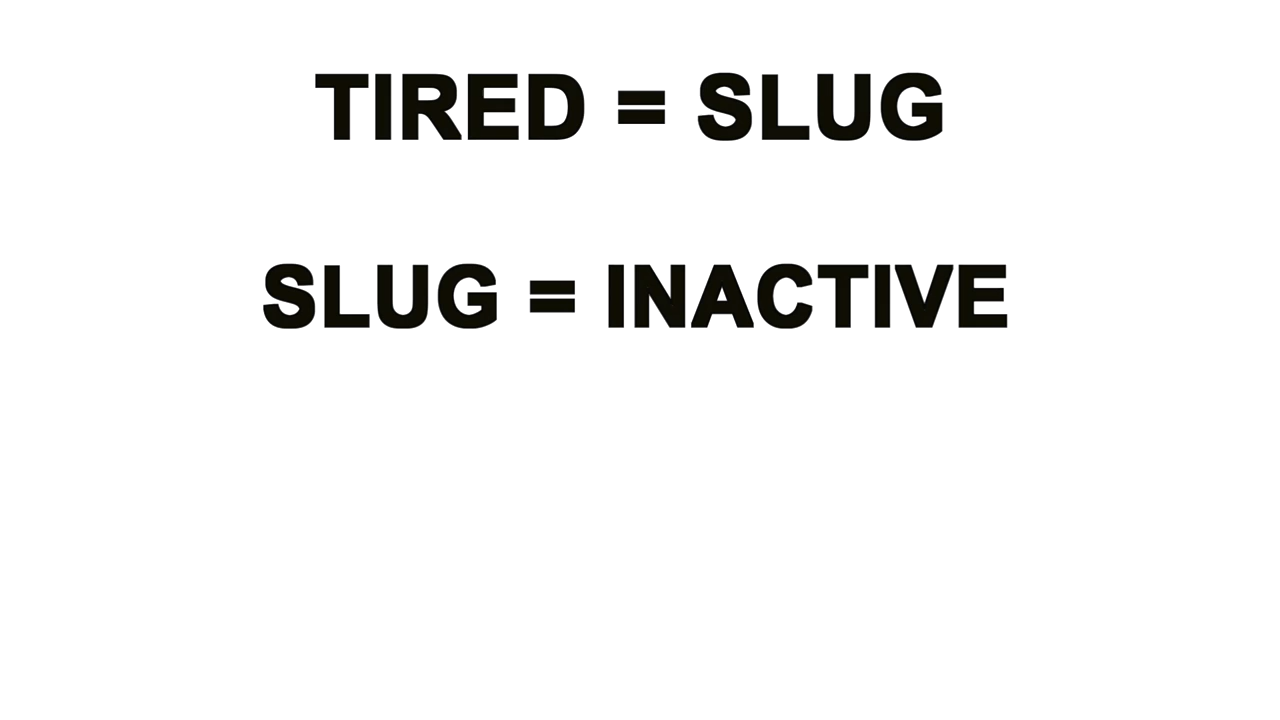 TIRED = SLUG
SLUG = INACTIVE